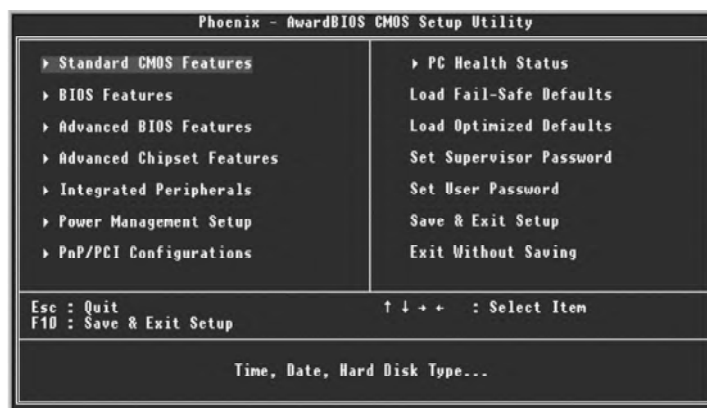 Phoenix - AwardBIOS CMOS Setup Utility
▸ Standard CMOS Features
▸ BIOS Features
▸ Advanced BIOS Features
▸ Advanced Chipset Features
▸ Integrated Peripherals
▸ Power Management Setup
▸ PnP/PCI Configurations
▸ PC Health Status
Load Fail-Safe Defaults
Load Optimized Defaults
Set Supervisor Password
Set User Password
Save & Exit Setup
Exit Without Saving
Esc : Quit
F10 : Save & Exit Setup
↑ ↓ → ← : Select Item
Time, Date, Hard Disk Type...